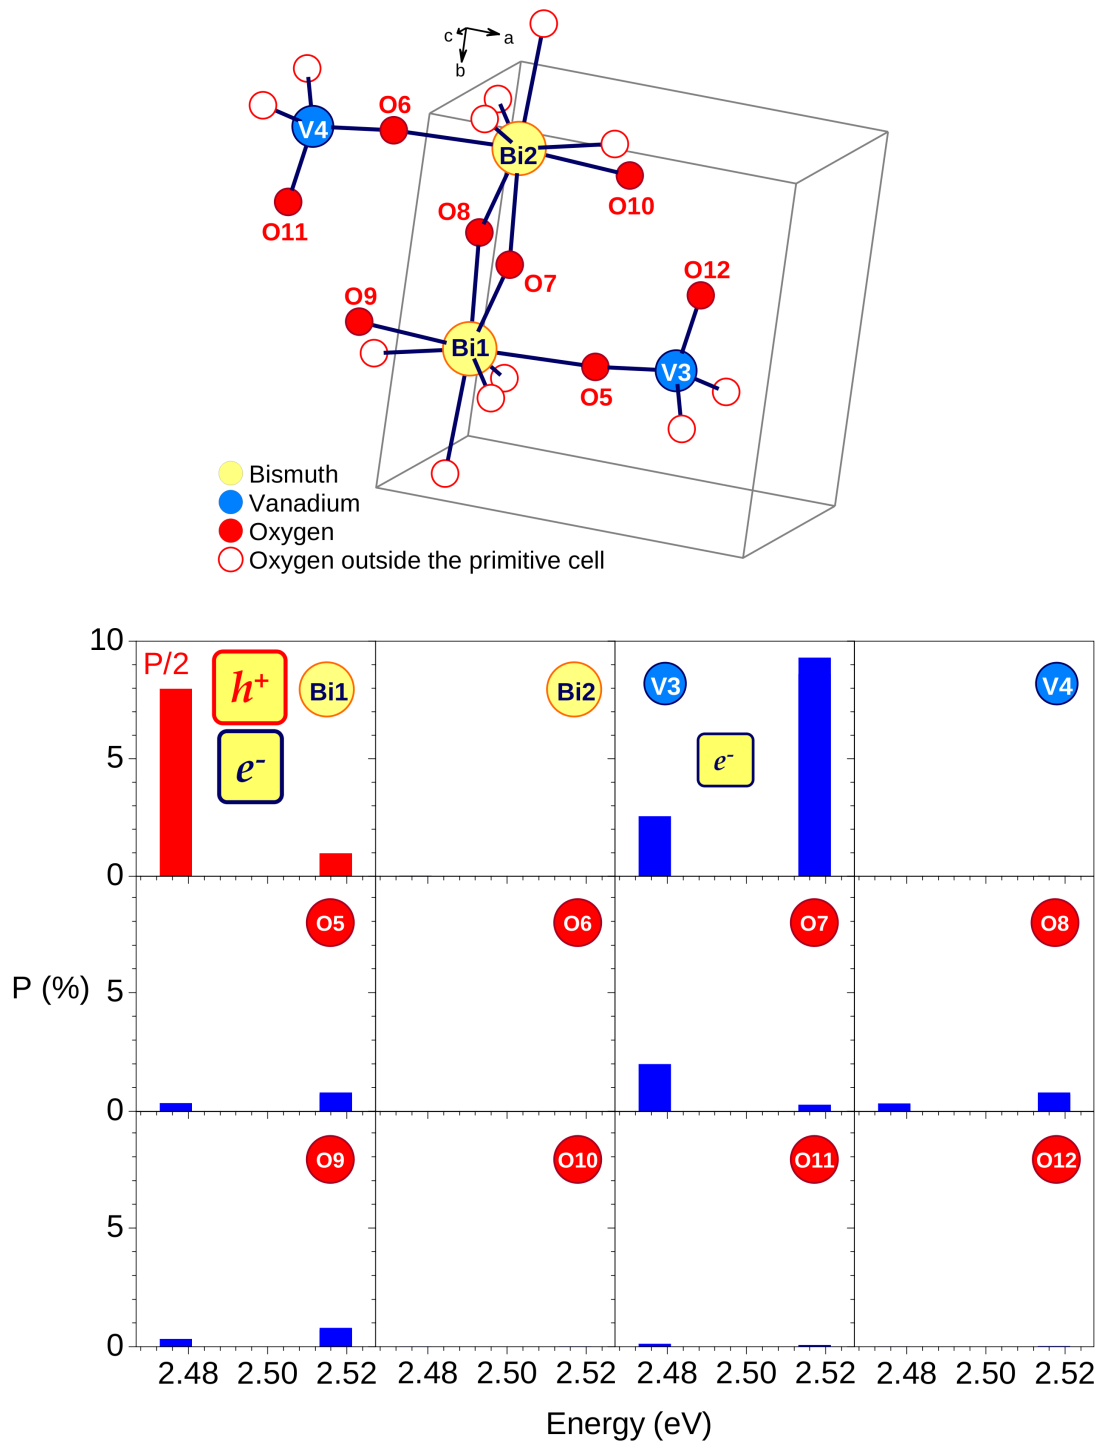 c a
b
V4 O6 Bi2
O11 O8 O10
O7 O12
O9
Bi1 O5 V3
Bismuth
Vanadium
Oxygen
Oxygen outside the primitive cell
10
P/2 h+ Bi1 Bi2 V3 V4
5 e- e-
0
O5 O6 O7 O8
P (%) 5
0
O9 O10 O11 O12
5
0
2.48 2.50 2.52 2.48 2.50 2.52 2.48 2.50 2.52 2.48 2.50 2.52
Energy (eV)